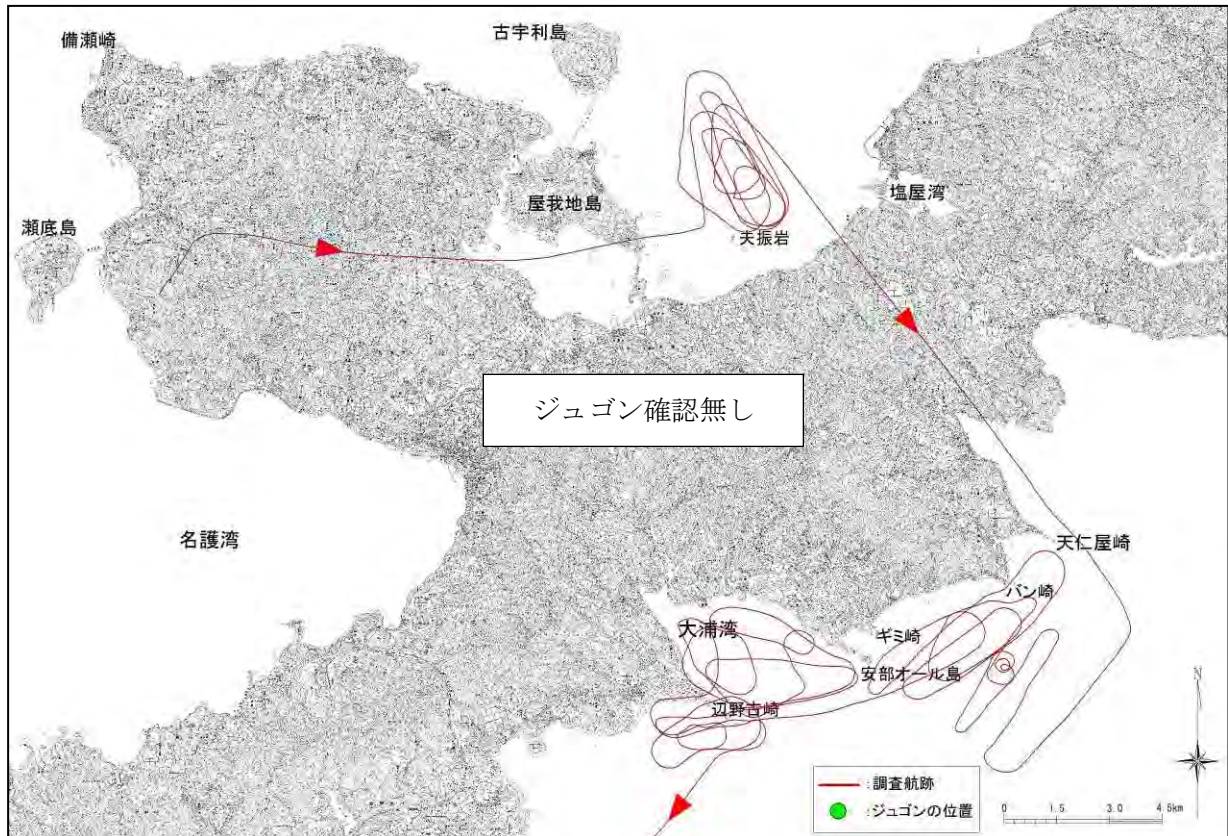 備瀬崎
古宇利島
塩屋湾
屋我地島
瀬底島
夫振岩
ジュゴン確認無し
名護湾
天仁屋崎
バン崎
大浦湾
ギミ崎
安部オール島
辺野古崎
N
:調査航跡
:ジュゴンの位置
0 1.5 3.0 4.5km